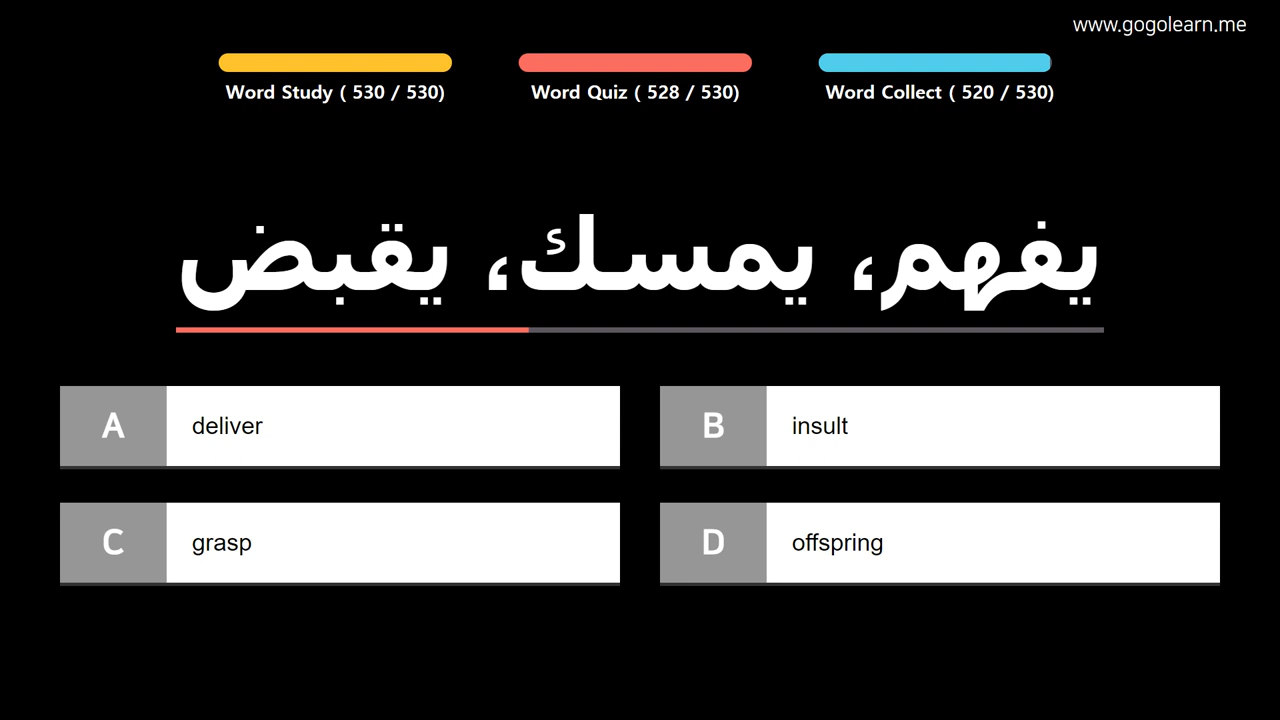 www.gogolearn.me
Word Study ( 530 / 530)
Word Quiz ( 528 / 530)
Word Collect ( 520 / 530)
يفهم، يمسك، يقبض
A deliver
B insult
C grasp
D offspring